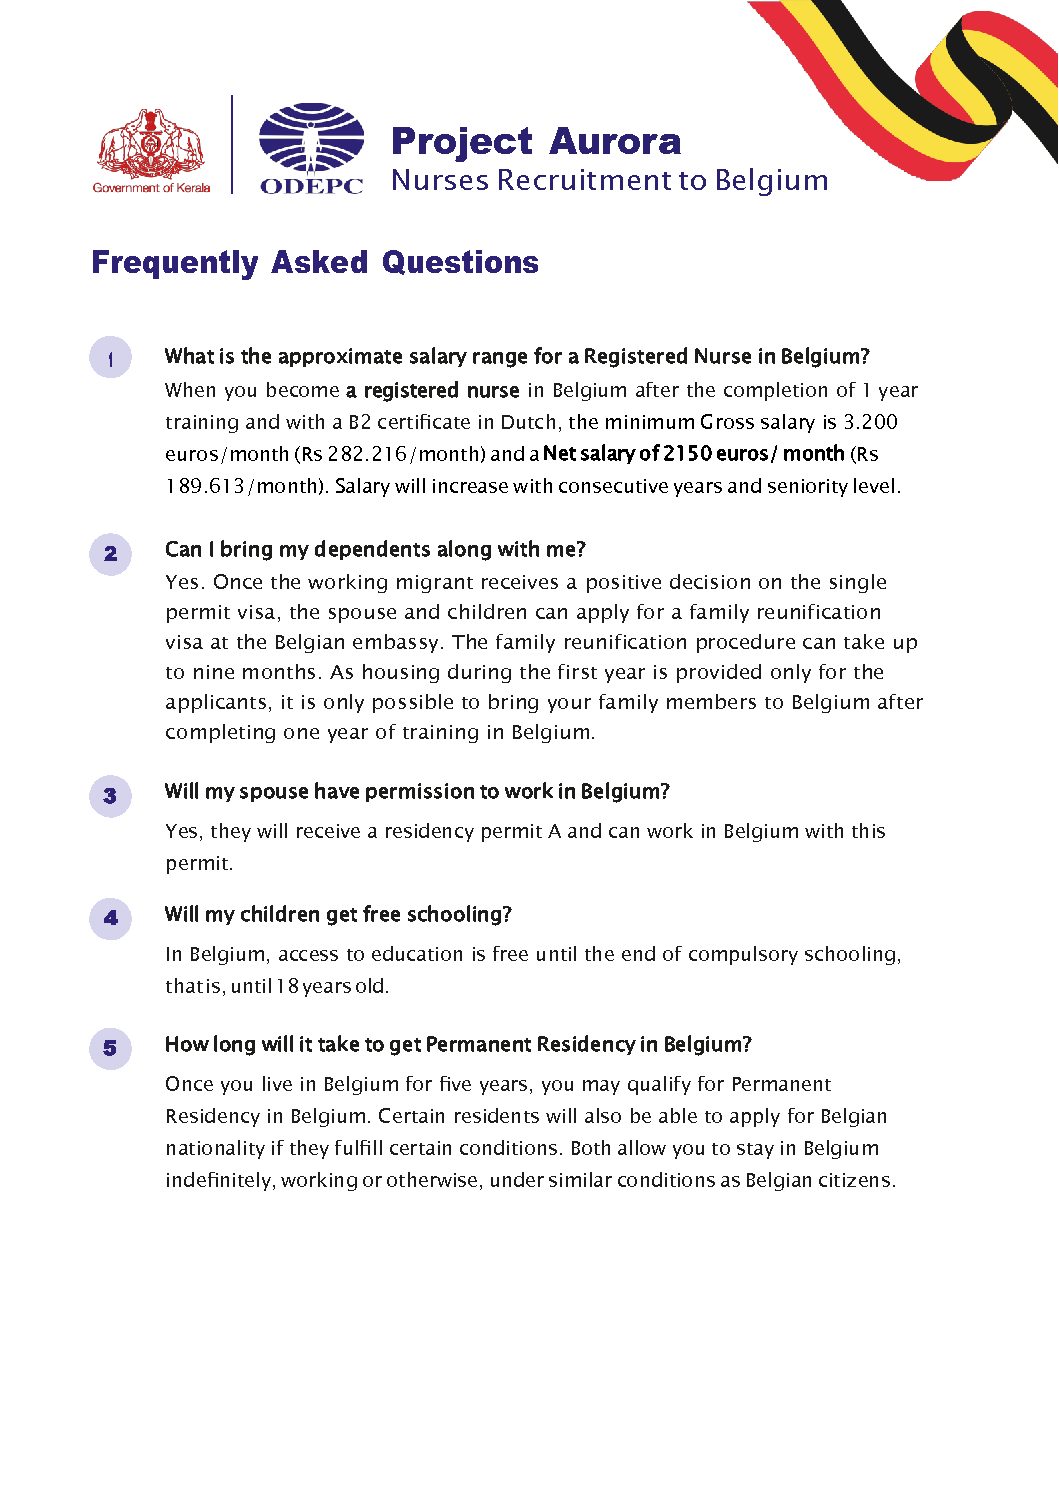 Government of Kerala
ODEPC
Project Aurora
Nurses Recruitment to Belgium
Frequently Asked Questions
1
What is the approximate salary range for a Registered Nurse in Belgium?
When you become a registered nurse in Belgium after the completion of 1 year
training and with a B2 certificate in Dutch, the minimum Gross salary is 3.200
euros/month (Rs 282.216/month) and a Net salary of 2150 euros/ month (Rs
189.613/month). Salary will increase with consecutive years and seniority level.
2
Can I bring my dependents along with me?
Yes. Once the working migrant receives a positive decision on the single
permit visa, the spouse and children can apply for a family reunification
visa at the Belgian embassy. The family reunification procedure can take up
to nine months. As housing during the first year is provided only for the
applicants, it is only possible to bring your family members to Belgium after
completing one year of training in Belgium.
3
Will my spouse have permission to work in Belgium?
Yes, they will receive a residency permit A and can work in Belgium with this
permit.
4
Will my children get free schooling?
In Belgium, access to education is free until the end of compulsory schooling,
that is, until 18 years old.
5
How long will it take to get Permanent Residency in Belgium?
Once you live in Belgium for five years, you may qualify for Permanent
Residency in Belgium. Certain residents will also be able to apply for Belgian
nationality if they fulfill certain conditions. Both allow you to stay in Belgium
indefinitely, working or otherwise, under similar conditions as Belgian citizens.